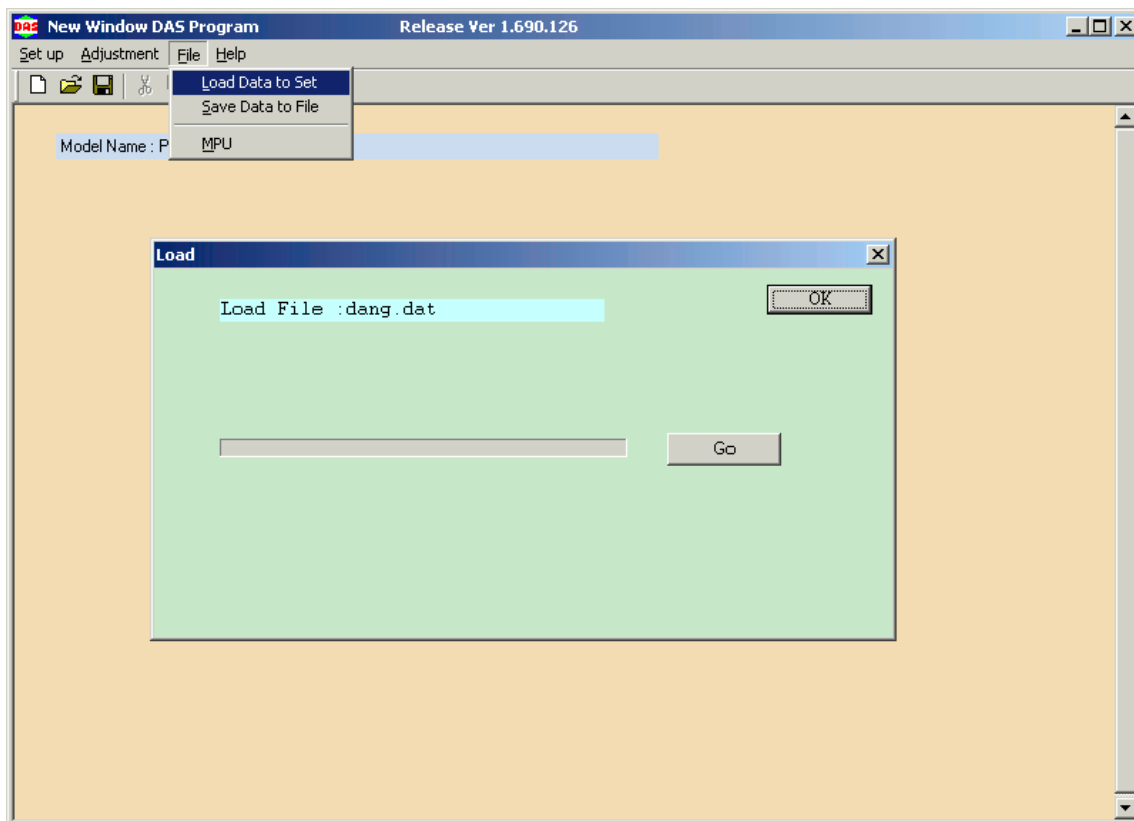 DAS New Window DAS Program Release Ver 1.690.126
Set up Adjustment File Help
Load Data to Set
Save Data to File
MPU
Model Name : P
Load
Load File :dang.dat
OK
Go